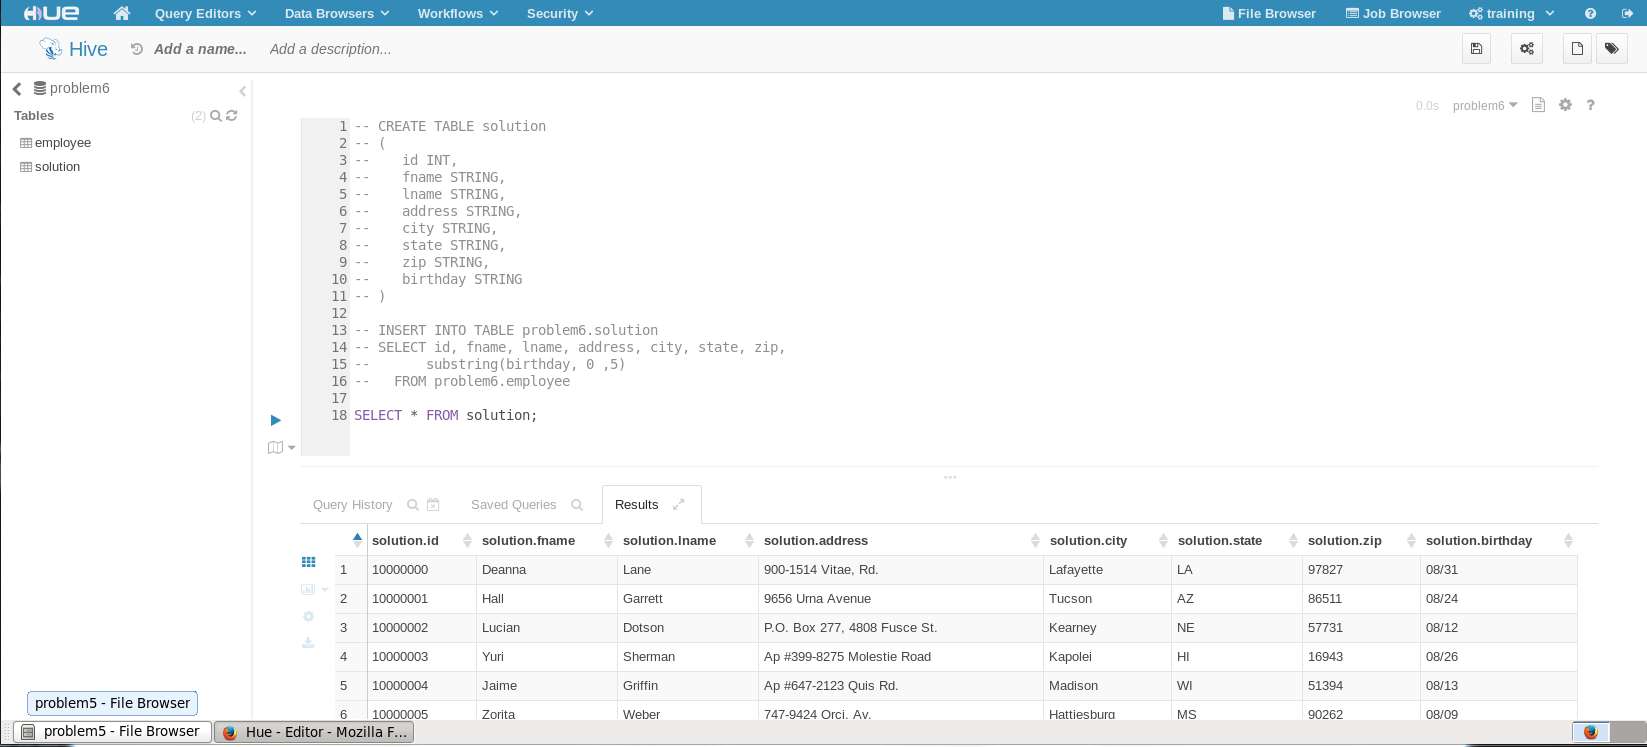 HUE Query Editors Data Browsers Workflows Security File Browser Job Browser training
Hive Add a name... Add a description...
problem6
Tables (2)
employee
solution
0.0s problem6 ?
1 -- CREATE TABLE solution
2 -- (
3 --    id INT,
4 --    fname STRING,
5 --    lname STRING,
6 --    address STRING,
7 --    city STRING,
8 --    state STRING,
9 --    zip STRING,
10 --    birthday STRING
11 -- )
12
13 -- INSERT INTO TABLE problem6.solution
14 -- SELECT id, fname, lname, address, city, state, zip,
15 --       substring(birthday, 0 ,5)
16 --   FROM problem6.employee
17
18 SELECT * FROM solution;
Query History Saved Queries Results
solution.id solution.fname solution.lname solution.address solution.city solution.state solution.zip solution.birthday
1 10000000 Deanna Lane 900-1514 Vitae, Rd. Lafayette LA 97827 08/31
2 10000001 Hall Garrett 9656 Urna Avenue Tucson AZ 86511 08/24
3 10000002 Lucian Dotson P.O. Box 277, 4808 Fusce St. Kearney NE 57731 08/12
4 10000003 Yuri Sherman Ap #399-8275 Molestie Road Kapolei HI 16943 08/26
5 10000004 Jaime Griffin Ap #647-2123 Quis Rd. Madison WI 51394 08/13
6 10000005 Zorita Weber 747-9424 Orci, Av. Hattiesburg MS 90262 08/09
problem5 - File Browser
problem5 - File Browser Hue - Editor - Mozilla F...